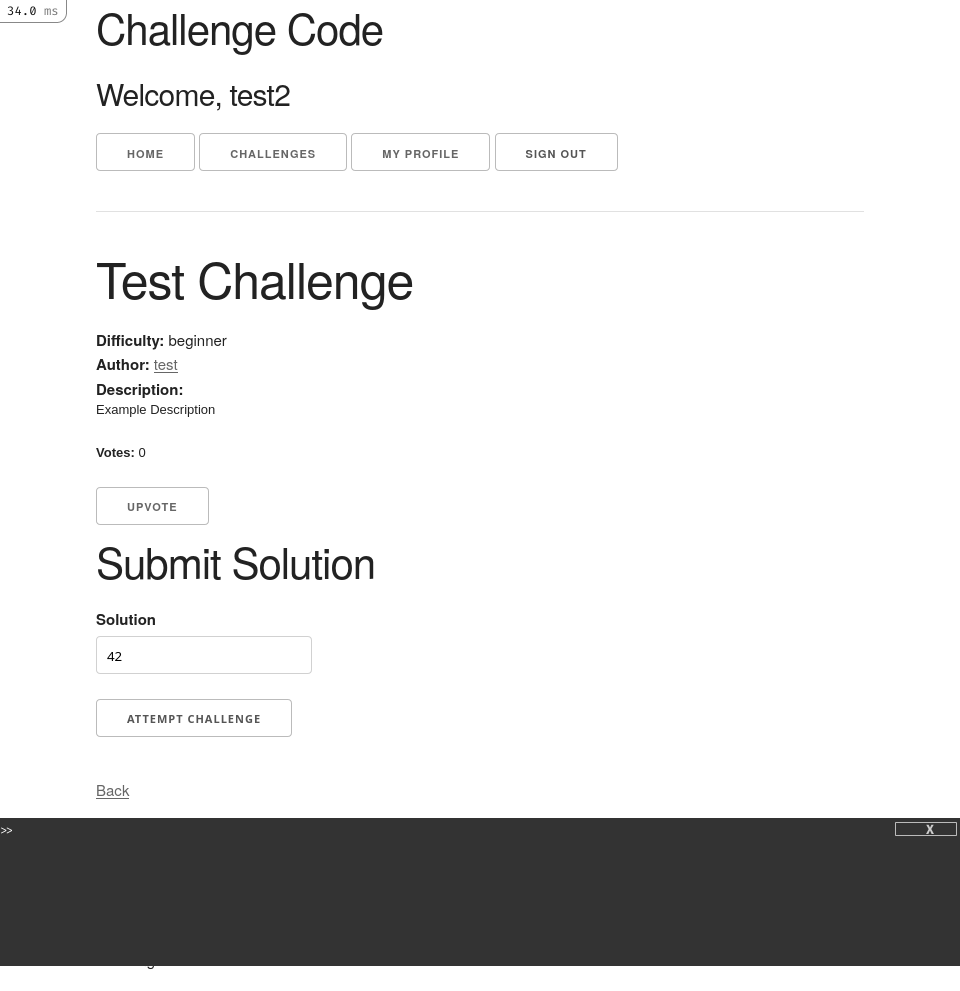 34.0 ms
Challenge Code
Welcome, test2
HOME CHALLENGES MY PROFILE SIGN OUT
Test Challenge
Difficulty: beginner
Author: test
Description:
Example Description
Votes: 0
UPVOTE
Submit Solution
Solution
42
ATTEMPT CHALLENGE
Back
>> X